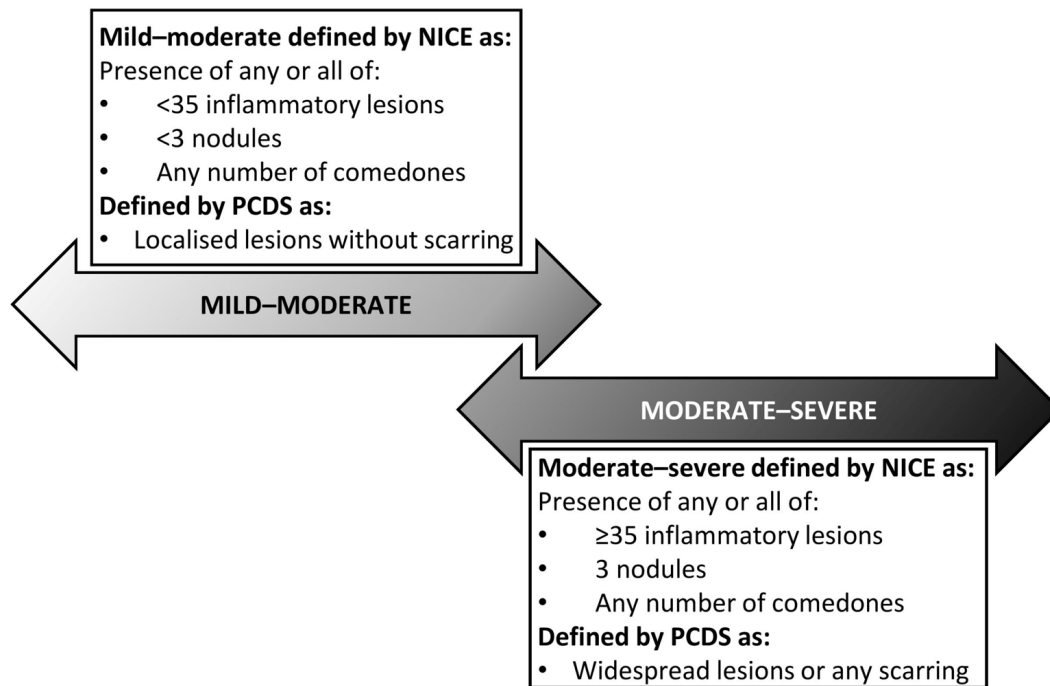 Mild–moderate defined by NICE as:
Presence of any or all of:
• <35 inflammatory lesions
• <3 nodules
• Any number of comedones
Defined by PCDS as:
• Localised lesions without scarring
MILD–MODERATE
MODERATE–SEVERE
Moderate–severe defined by NICE as:
Presence of any or all of:
• ≥35 inflammatory lesions
• 3 nodules
• Any number of comedones
Defined by PCDS as:
• Widespread lesions or any scarring